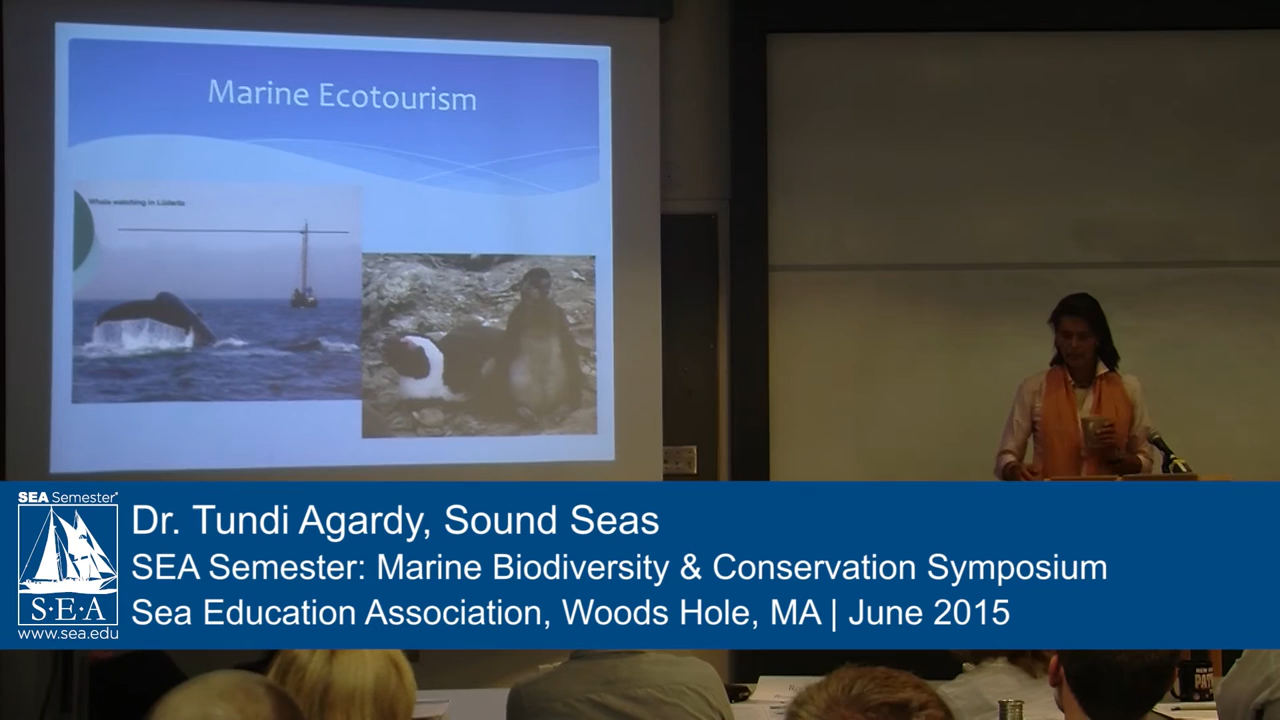 Marine Ecotourism
Whale watching in Lüderitz
SEA Semester®
S·E·A
www.sea.edu
Dr. Tundi Agardy, Sound Seas
SEA Semester: Marine Biodiversity & Conservation Symposium
Sea Education Association, Woods Hole, MA | June 2015